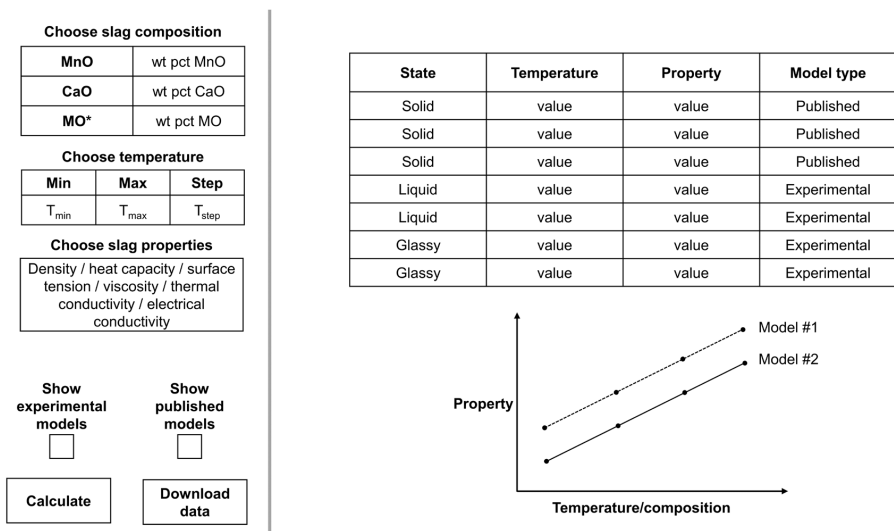 Choose slag composition
MnO wt pct MnO
CaO wt pct CaO
MO* wt pct MO
Choose temperature
Min Max Step
Tmin Tmax Tstep
Choose slag properties
Density / heat capacity / surface
tension / viscosity / thermal
conductivity / electrical
conductivity
Show
experimental
models
Show
published
models
Calculate
Download
data
State Temperature Property Model type
Solid value value Published
Solid value value Published
Solid value value Published
Liquid value value Experimental
Liquid value value Experimental
Glassy value value Experimental
Glassy value value Experimental
Model #1
Model #2
Property
Temperature/composition